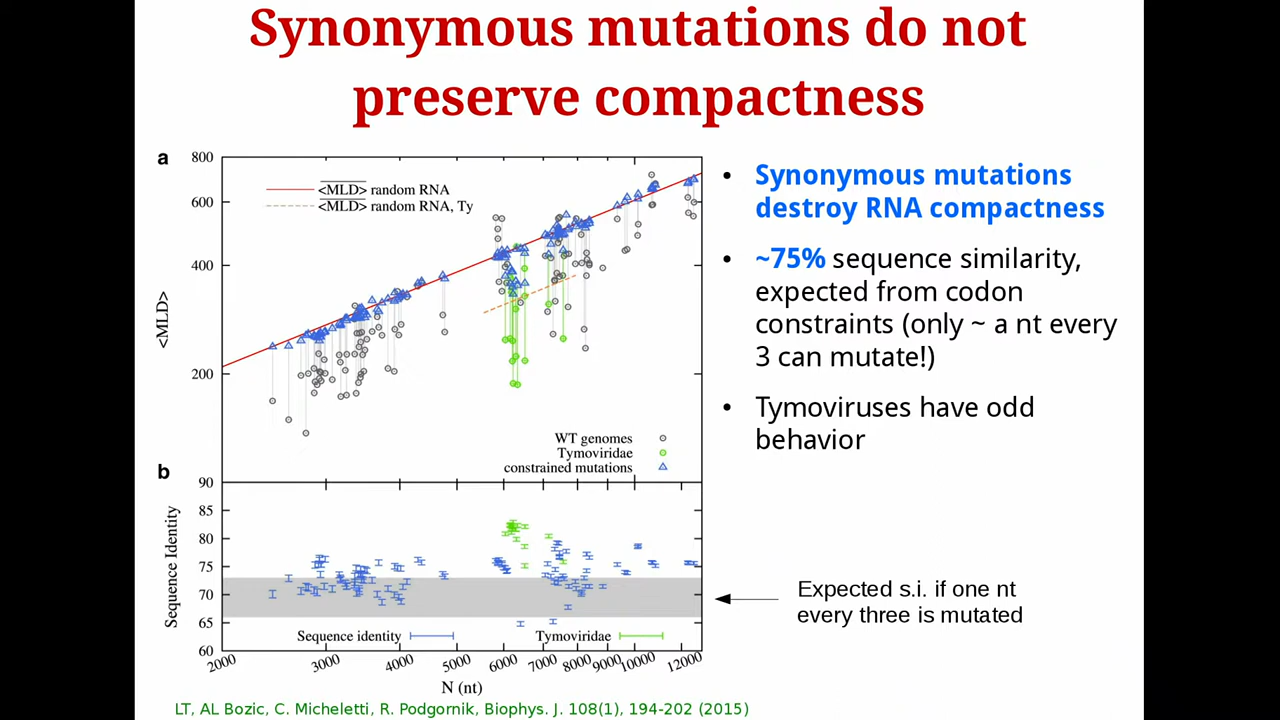 Synonymous mutations do not
preserve compactness
a
800
600
400
200
<MLD>
<MLD> random RNA
<MLD> random RNA, Ty
WT genomes
Tymoviridae
constrained mutations
b
90
85
80
75
70
65
60
Sequence Identity
Sequence identity
Tymoviridae
2000
3000
4000
5000
6000
7000
8000
9000
10000
12000
N (nt)
• Synonymous mutations
destroy RNA compactness
• ~75% sequence similarity,
expected from codon
constraints (only ~ a nt every
3 can mutate!)
• Tymoviruses have odd
behavior
Expected s.i. if one nt
every three is mutated
LT, AL Bozic, C. Micheletti, R. Podgornik, Biophys. J. 108(1), 194-202 (2015)